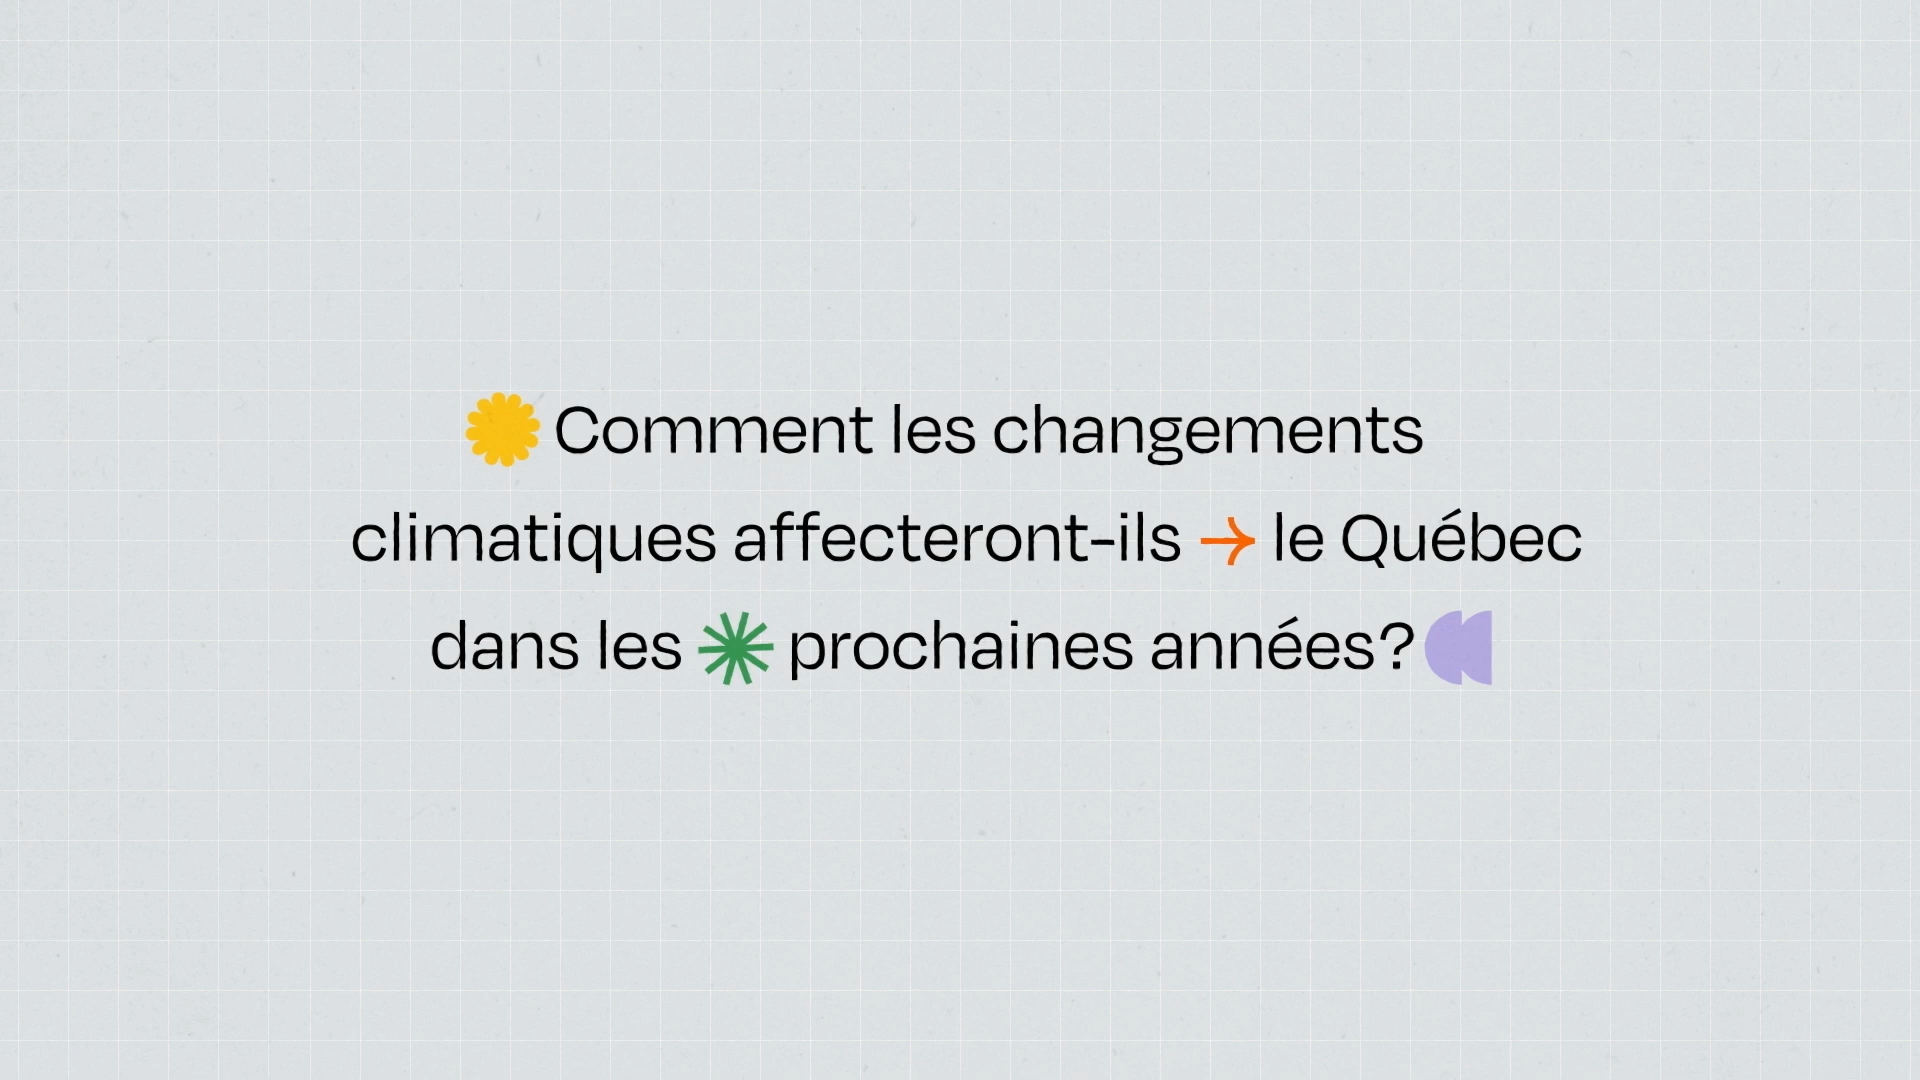 Comment les changements
climatiques affecteront-ils → le Québec
dans les prochaines années?